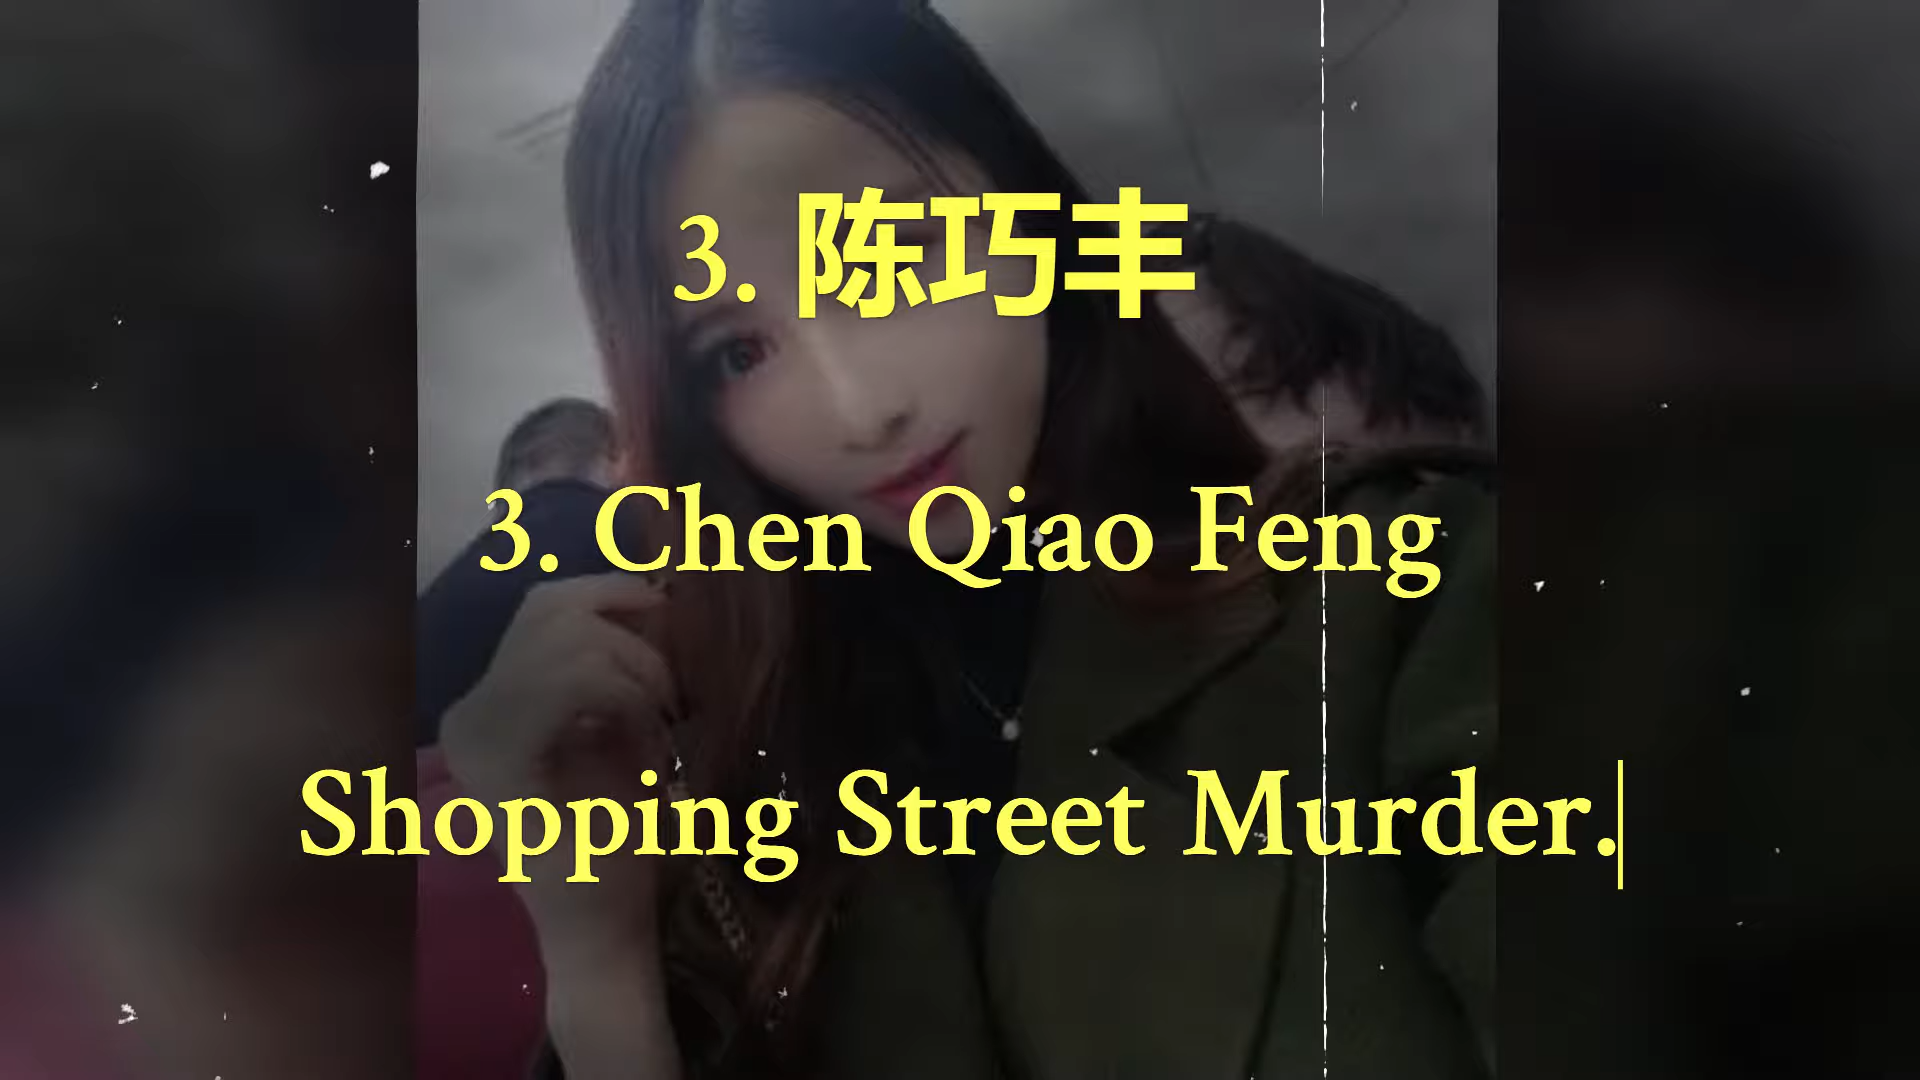 3. 陈巧丰
3. Chen Qiao Feng
Shopping Street Murder.